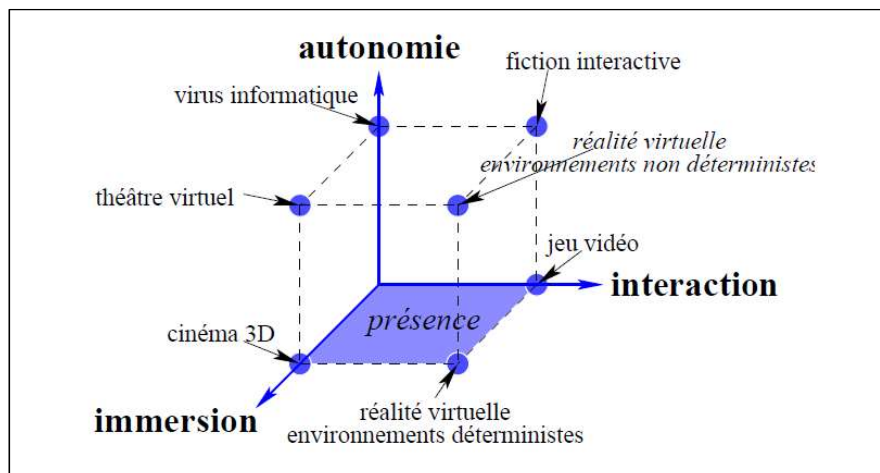 autonomie
fiction interactive
virus informatique
réalité virtuelle
environnements non déterministes
théâtre virtuel
jeu vidéo
interaction
présence
cinéma 3D
immersion
réalité virtuelle
environnements déterministes